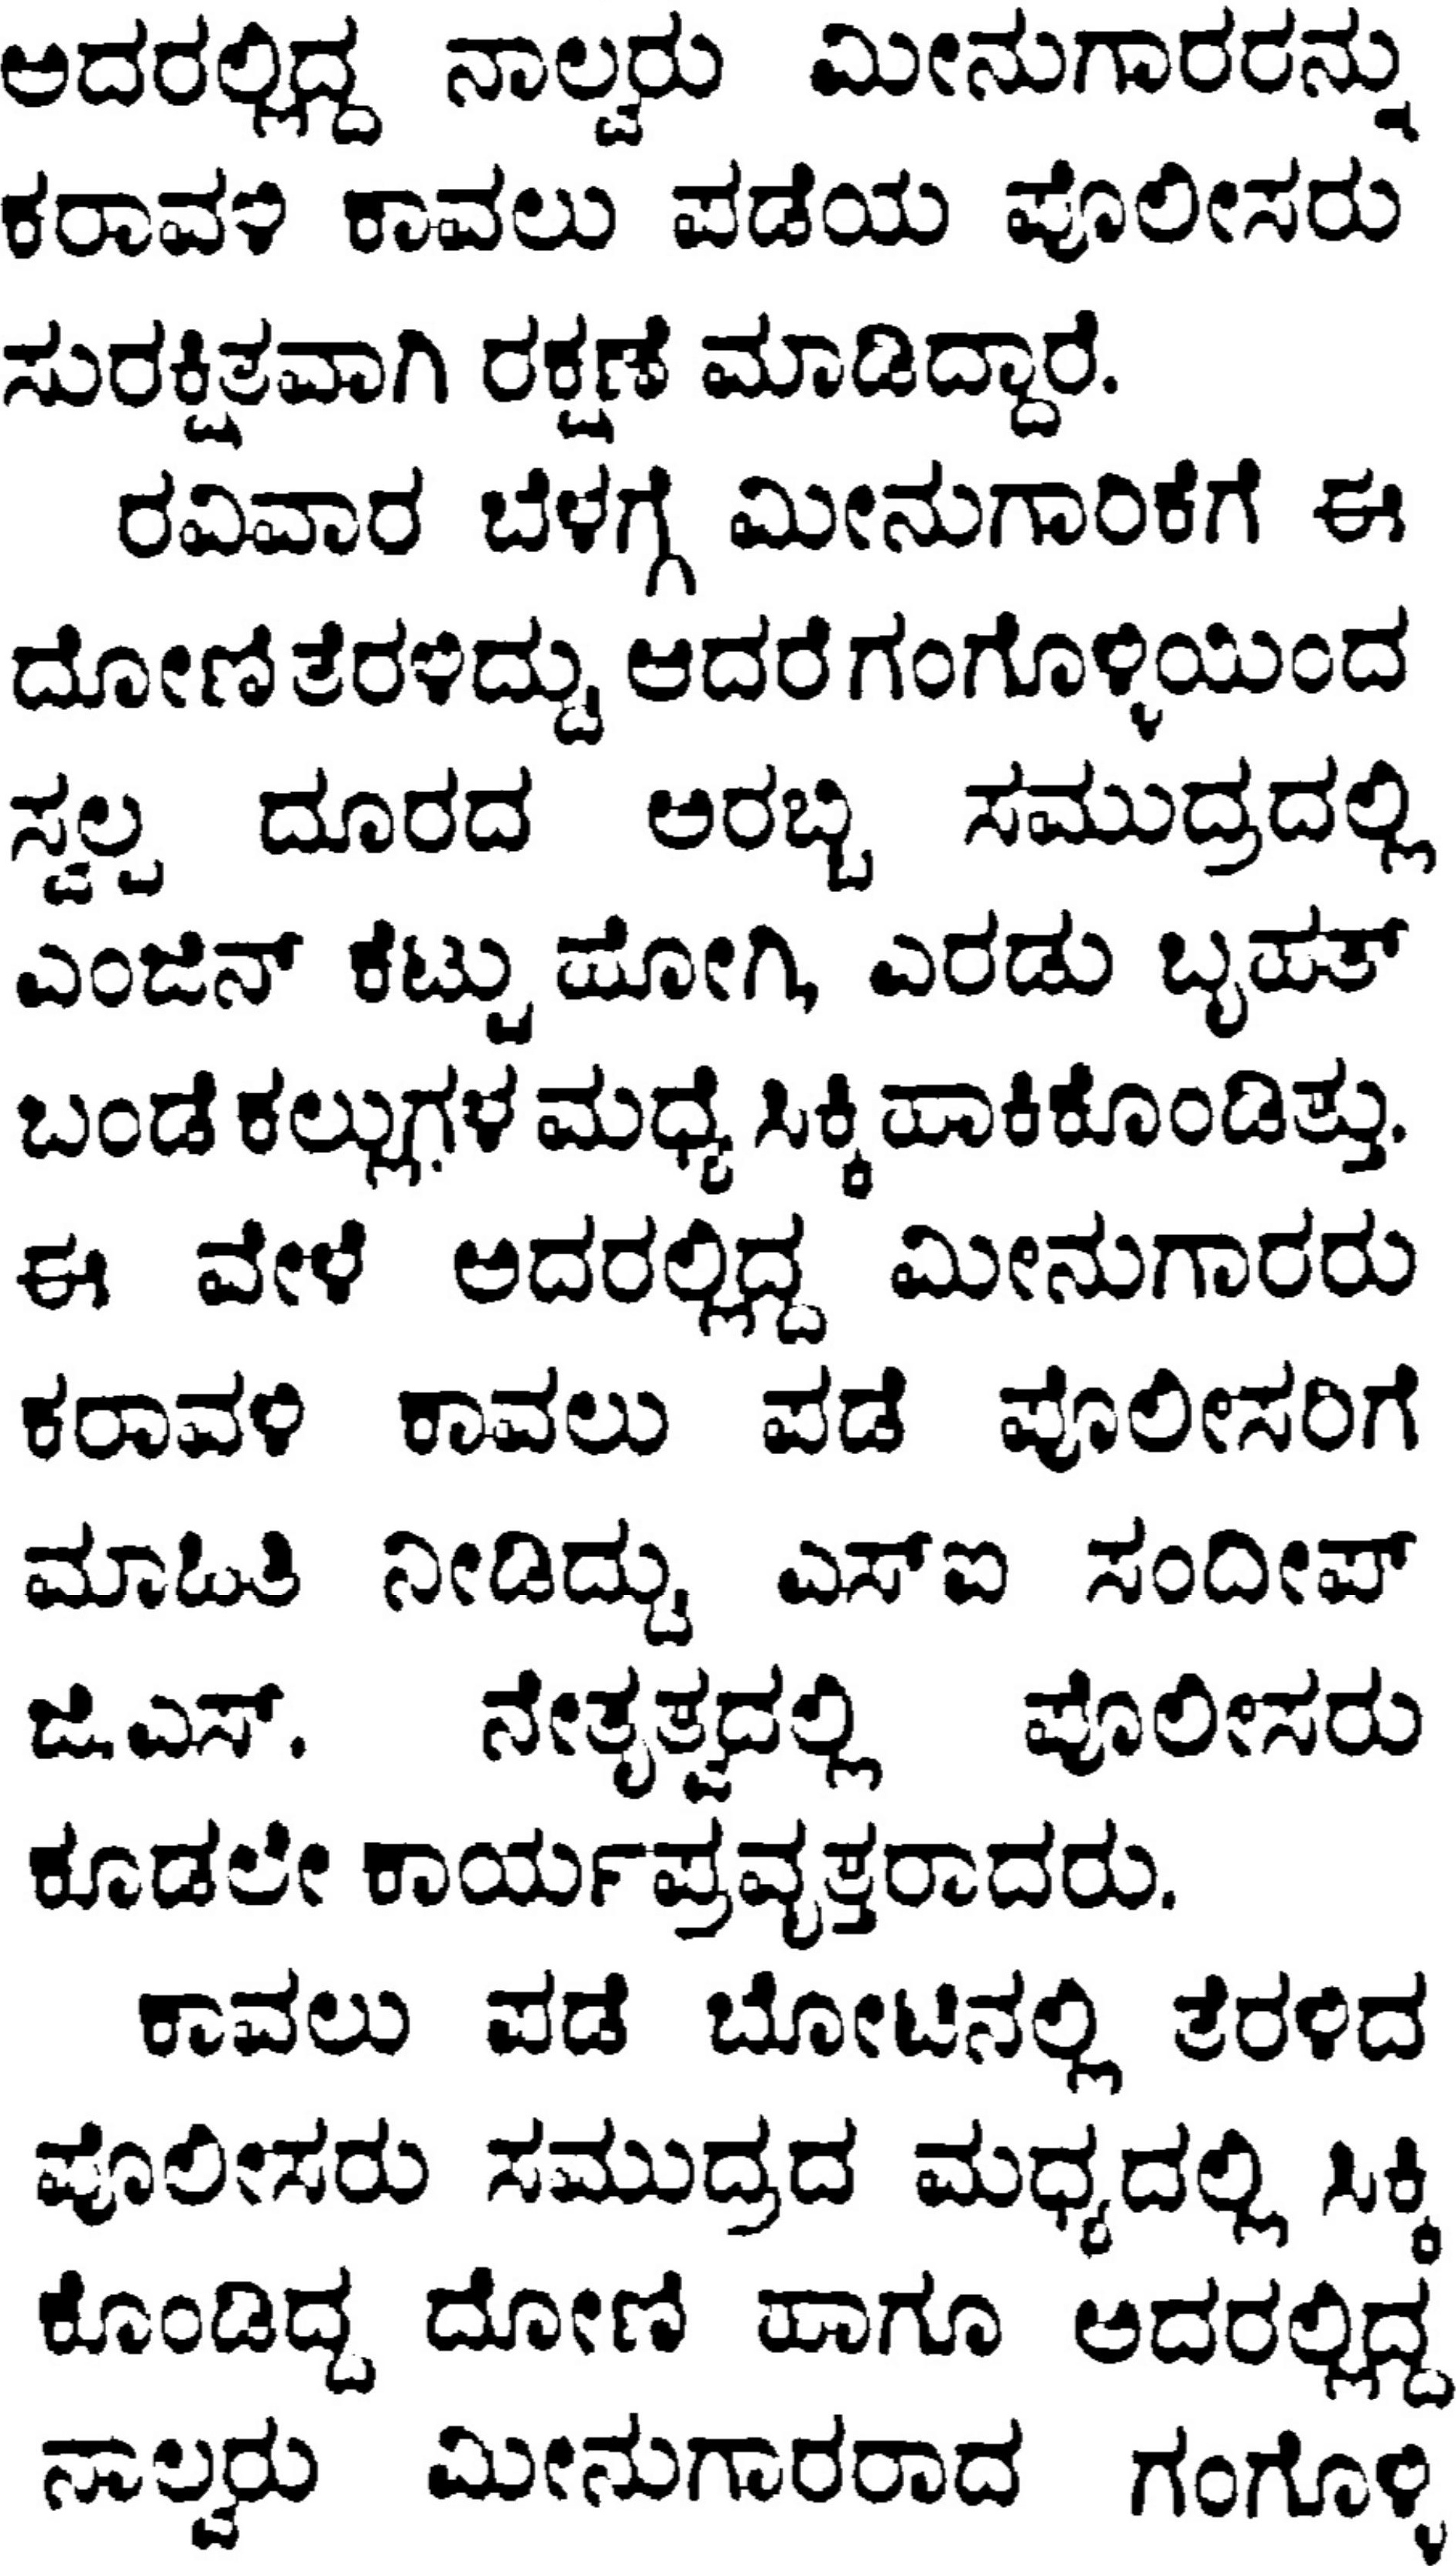 ಅದರಲ್ಲಿದ್ದ ನಾಲ್ವರು ಮೀನುಗಾರರನ್ನು
ಕರಾವಳಿ ಕಾವಲು ಪಡೆಯ ಪೊಲೀಸರು
ಸುರಕ್ಷಿತವಾಗಿ ರಕ್ಷಣೆ ಮಾಡಿದ್ದಾರೆ.
ರವಿವಾರ ಬೆಳಗ್ಗೆ ಮೀನುಗಾರಿಕೆಗೆ ಈ
ದೋಣಿ ತೆರಳಿದ್ದು, ಆದರೆ ಗಂಗೊಳ್ಳಿಯಿಂದ
ಸ್ವಲ್ಪ ದೂರದ ಅರಬ್ಬಿ ಸಮುದ್ರದಲ್ಲಿ
ಎಂಜಿನ್ ಕೆಟ್ಟು ಹೋಗಿ, ಎರಡು ಬೃಹತ್
ಬಂಡೆ ಕಲ್ಲುಗಳ ಮಧ್ಯೆ ಸಿಕ್ಕಿ ಹಾಕಿಕೊಂಡಿತ್ತು.
ಈ ವೇಳೆ ಅದರಲ್ಲಿದ್ದ ಮೀನುಗಾರರು
ಕರಾವಳಿ ಕಾವಲು ಪಡೆ ಪೊಲೀಸರಿಗೆ
ಮಾಹಿತಿ ನೀಡಿದ್ದು, ಎಸ್ಐ ಸಂದೀಪ್
ಜಿ.ಎಸ್. ನೇತೃತ್ವದಲ್ಲಿ ಪೊಲೀಸರು
ಕೂಡಲೇ ಕಾರ್ಯಪ್ರವೃತ್ತರಾದರು.
ಕಾವಲು ಪಡೆ ಬೋಟಿನಲ್ಲಿ ತೆರಳಿದ
ಪೊಲೀಸರು ಸಮುದ್ರದ ಮಧ್ಯದಲ್ಲಿ ಸಿಕ್ಕಿ
ಕೊಂಡಿದ್ದ ದೋಣಿ ಹಾಗೂ ಅದರಲ್ಲಿದ್ದ
ನಾಲ್ವರು ಮೀನುಗಾರರಾದ ಗಂಗೊಳ್ಳಿ